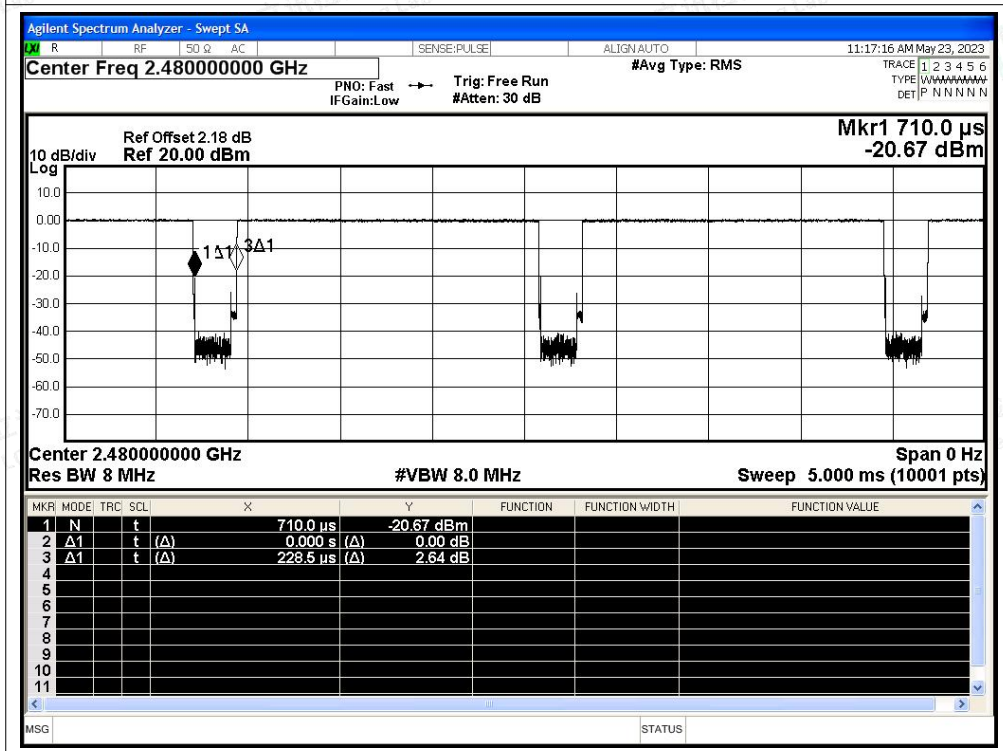 Agilent Spectrum Analyzer - Swept SA
LXI R RF 50 Ω AC SENSE:PULSE ALIGN AUTO 11:17:16 AM May 23, 2023
Center Freq 2.480000000 GHz #Avg Type: RMS TRACE 1 2 3 4 5 6
PNO: Fast Trig: Free Run TYPE W
IFGain:Low #Atten: 30 dB DET P N N N N N
Mkr1 710.0 µs
Ref Offset 2.18 dB
10 dB/div Ref 20.00 dBm -20.67 dBm
Log
10.0
0.00
-10.0
1Δ1 3Δ1
-20.0
-30.0
-40.0
-50.0
-60.0
-70.0
Center 2.480000000 GHz Span 0 Hz
Res BW 8 MHz #VBW 8.0 MHz Sweep 5.000 ms (10001 pts)
MKR MODE TRC SCL X Y FUNCTION FUNCTION WIDTH FUNCTION VALUE
1 N t 710.0 µs -20.67 dBm
2 Δ1 t (Δ) 0.000 s (Δ) 0.00 dB
3 Δ1 t (Δ) 228.5 µs (Δ) 2.64 dB
4
5
6
7
8
9
10
11
MSG STATUS